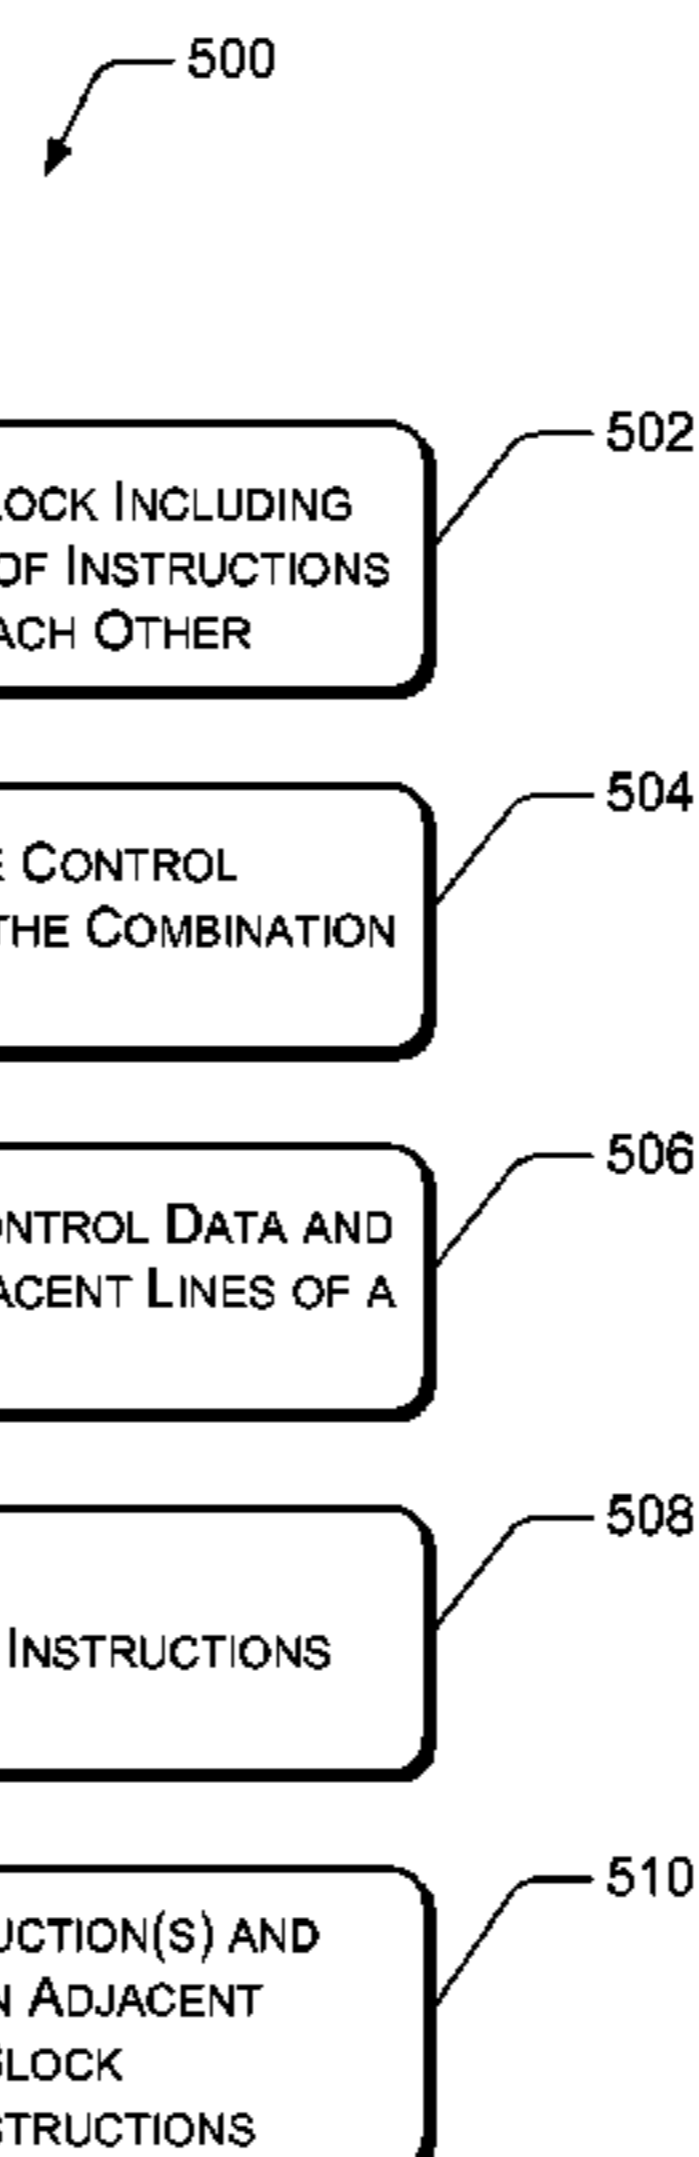 500
502
LOCK INCLUDING
OF INSTRUCTIONS
ACH OTHER
504
E CONTROL
THE COMBINATION
506
ONTROL DATA AND
ACENT LINES OF A
508
INSTRUCTIONS
510
UCTION(S) AND
N ADJACENT
LOCK
STRUCTIONS